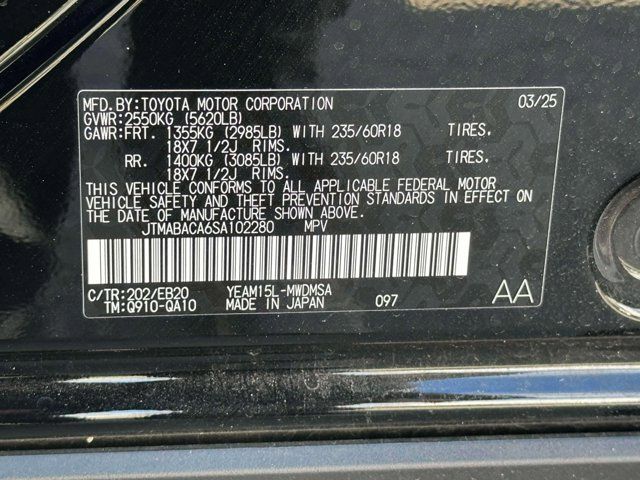 MFD. BY: TOYOTA MOTOR CORPORATION 03/25
GVWR: 2550KG (5620LB)
GAWR: FRT. 1355KG (2985LB) WITH 235/60R18 TIRES.
18X7 1/2J RIMS.
RR. 1400KG (3085LB) WITH 235/60R18 TIRES.
18X7 1/2J RIMS.
THIS VEHICLE CONFORMS TO ALL APPLICABLE FEDERAL MOTOR
VEHICLE SAFETY AND THEFT PREVENTION STANDARDS IN EFFECT ON
THE DATE OF MANUFACTURE SHOWN ABOVE.
JTMABACA6SA102280 MPV
C/TR: 202/EB20 YEAM15L-MWDMSA AA
TM: Q910-QA10 MADE IN JAPAN 097